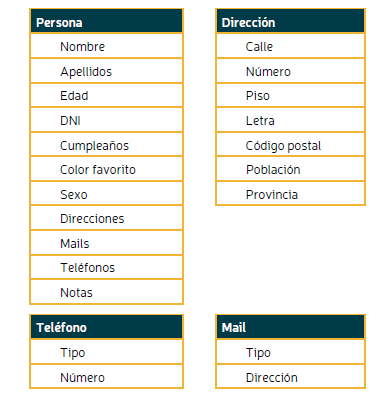 Persona
Nombre
Apellidos
Edad
DNI
Cumpleaños
Color favorito
Sexo
Direcciones
Mails
Teléfonos
Notas
Dirección
Calle
Número
Piso
Letra
Código postal
Población
Provincia
Teléfono
Tipo
Número
Mail
Tipo
Dirección